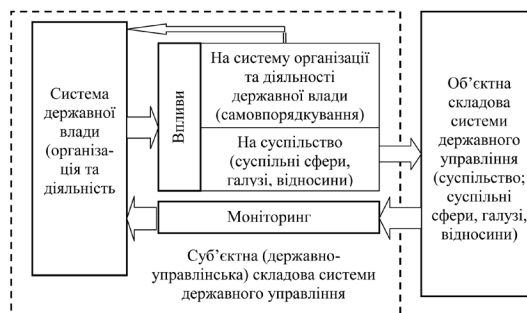 Система
державної
влади
(організа-
ція та
діяльність
Впливи
На систему організації
та діяльності
державної влади
(самовпорядкування)
На суспільство
(суспільні сфери,
галузі, відносини)
Моніторинг
Суб’єктна (державно-
управлінська) складова системи
державного управління
Об’єктна
складова
системи
державного
управління
(суспільство;
суспільні
сфери, галузі,
відносини)